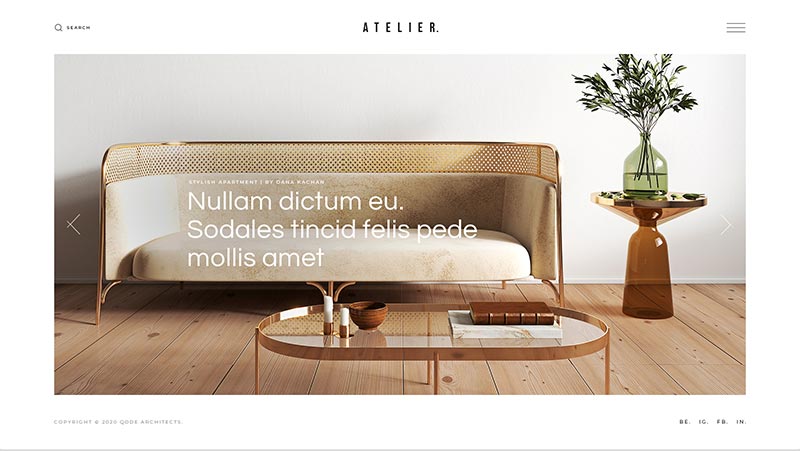 SEARCH
ATELIER.
STYLISH APARTMENT | BY DANA KACHAN
Nullam dictum eu.
Sodales tincid felis pede
mollis amet
COPYRIGHT © 2020 QODE ARCHITECTS.
BE. IG. FB. IN.